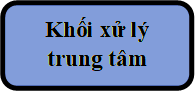 Khối xử lý
trung tâm